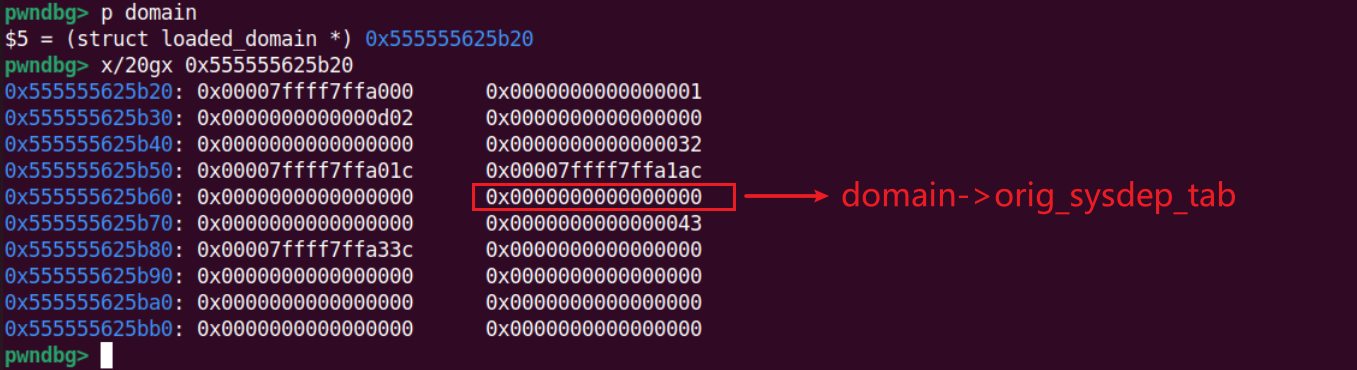 pwndbg> p domain
$5 = (struct loaded_domain *) 0x555555625b20
pwndbg> x/20gx 0x555555625b20
0x555555625b20: 0x00007ffff7ffa000 0x0000000000000001
0x555555625b30: 0x0000000000000d02 0x0000000000000000
0x555555625b40: 0x0000000000000000 0x0000000000000032
0x555555625b50: 0x00007ffff7ffa01c 0x00007ffff7ffa1ac
0x555555625b60: 0x0000000000000000 0x0000000000000000 domain->orig_sysdep_tab
0x555555625b70: 0x0000000000000000 0x0000000000000043
0x555555625b80: 0x00007ffff7ffa33c 0x0000000000000000
0x555555625b90: 0x0000000000000000 0x0000000000000000
0x555555625ba0: 0x0000000000000000 0x0000000000000000
0x555555625bb0: 0x0000000000000000 0x0000000000000000
pwndbg>